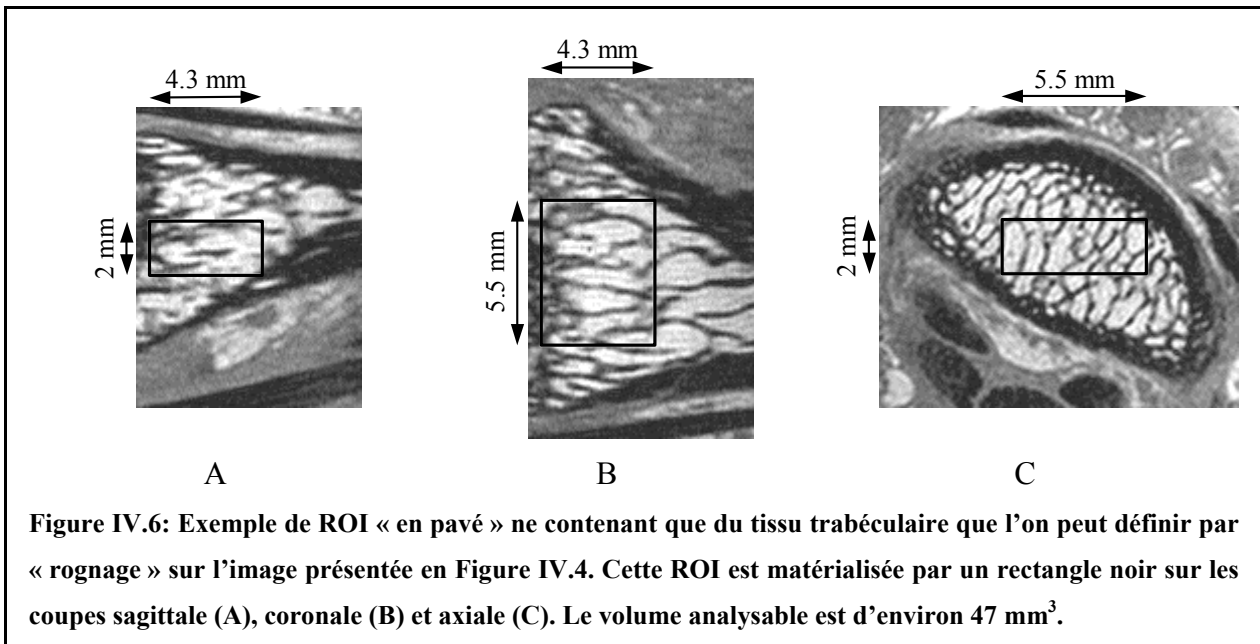 4.3 mm
4.3 mm
5.5 mm
2 mm
5.5 mm
2 mm
A
B
C
Figure IV.6: Exemple de ROI « en pavé » ne contenant que du tissu trabéculaire que l’on peut définir par
« rognage » sur l’image présentée en Figure IV.4. Cette ROI est matérialisée par un rectangle noir sur les
coupes sagittale (A), coronale (B) et axiale (C). Le volume analysable est d’environ 47 mm³.